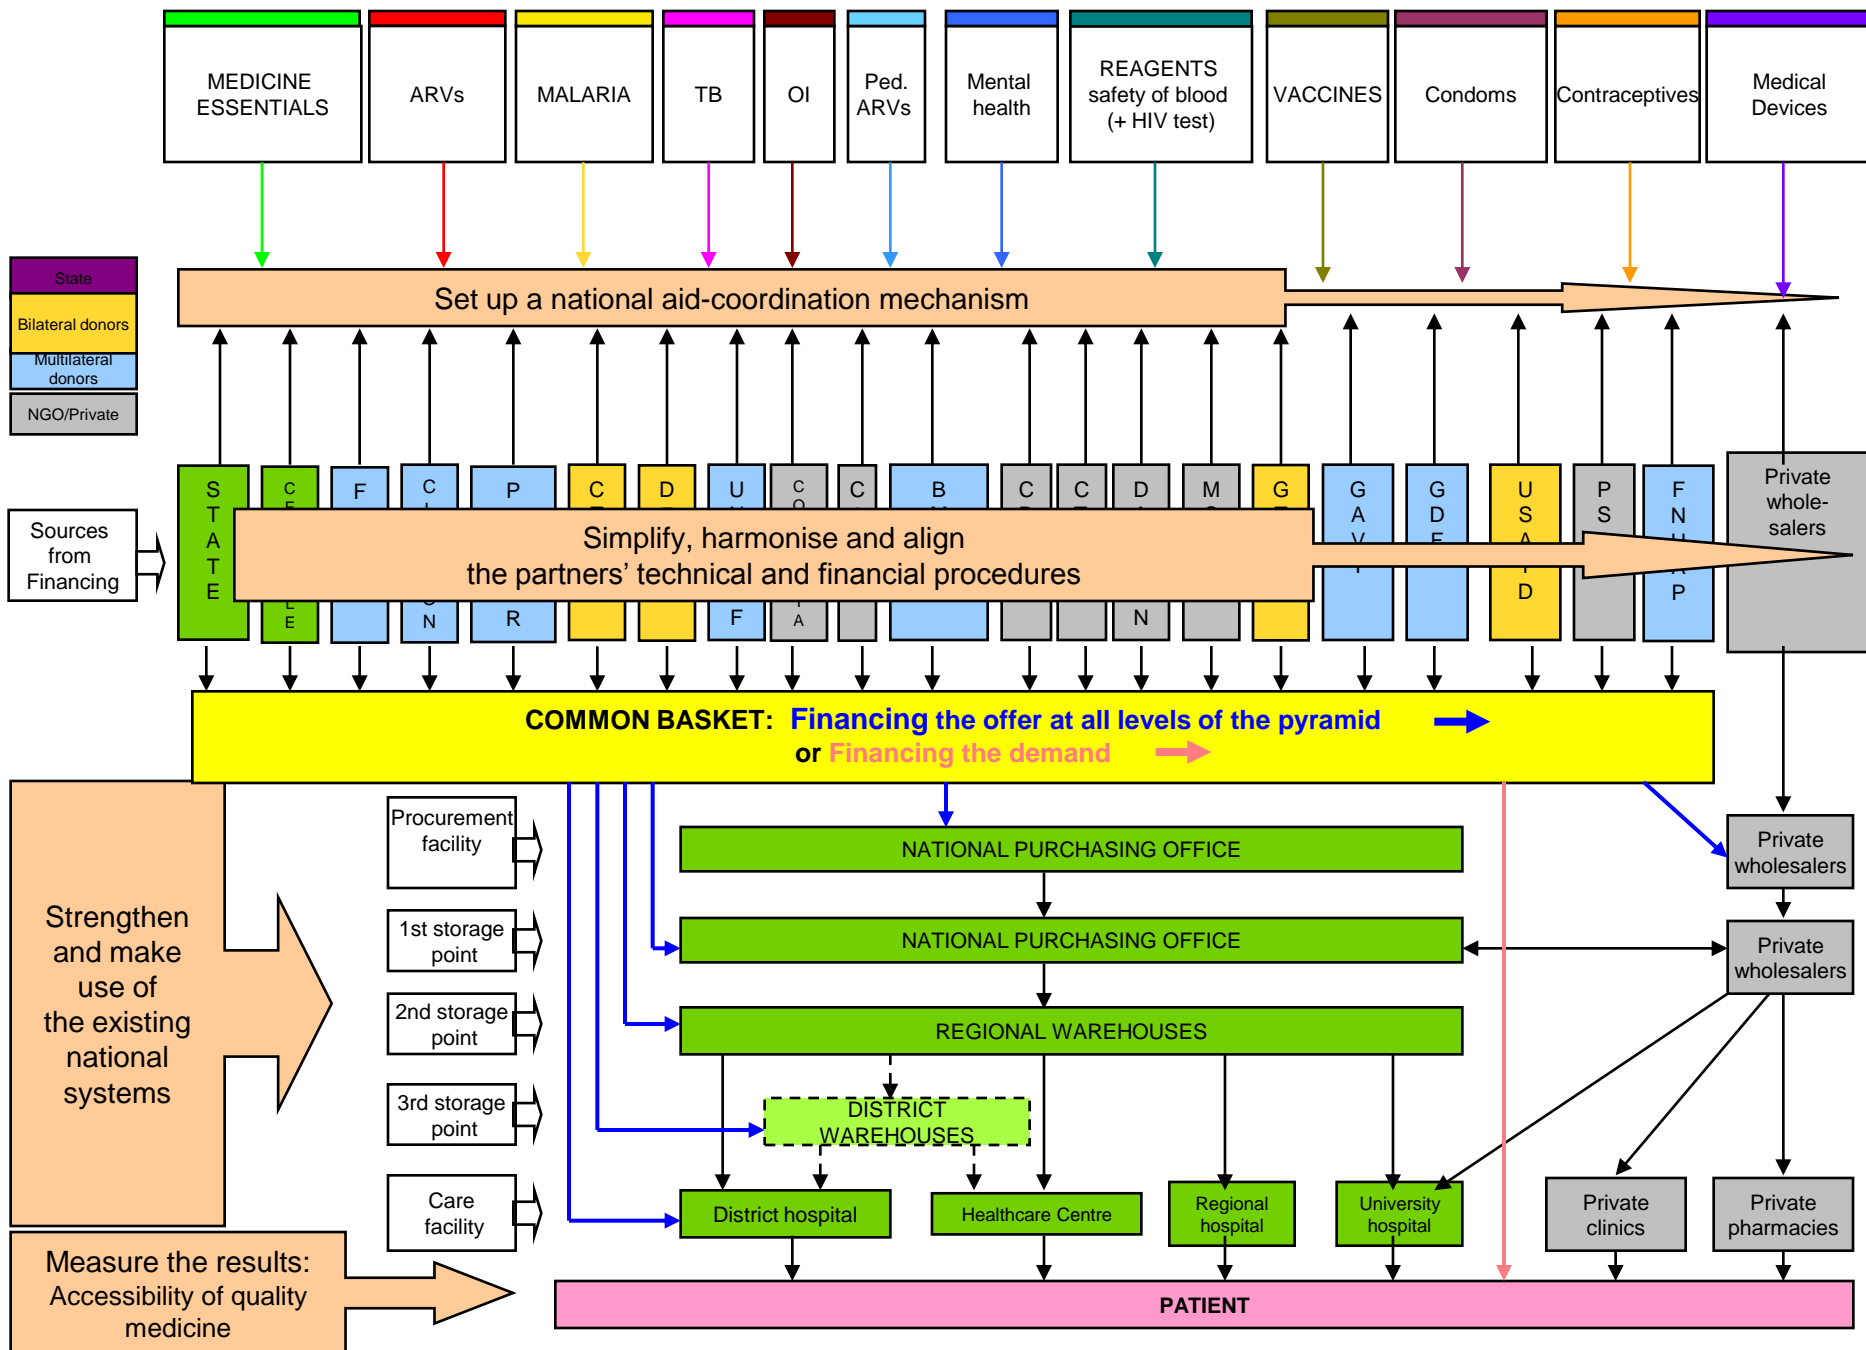 MEDICINE
ESSENTIALS
ARVs
MALARIA
TB
OI
Ped.
ARVs
Mental
health
REAGENTS
safety of blood
(+ HIV test)
VACCINES
Condoms
Contraceptives
Medical
Devices
Set up a national aid-coordination mechanism
State
Bilateral donors
Multilateral
donors
NGO/Private
Sources
from
Financing
STATE
GAVI
USAID
Private
whole-
salers
Simplify, harmonise and align
the partners’ technical and financial procedures
COMMON BASKET: Financing the offer at all levels of the pyramid
or Financing the demand
Strengthen
and make
use of
the existing
national
systems
Procurement
facility
NATIONAL PURCHASING OFFICE
Private
wholesalers
1st storage
point
NATIONAL PURCHASING OFFICE
Private
wholesalers
2nd storage
point
REGIONAL WAREHOUSES
3rd storage
point
DISTRICT
WAREHOUSES
Care
facility
District hospital
Healthcare Centre
Regional
hospital
University
hospital
Private
clinics
Private
pharmacies
Measure the results:
Accessibility of quality
medicine
PATIENT